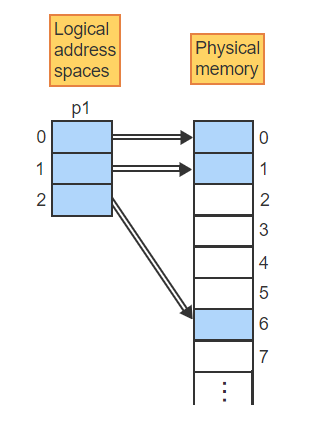 Logical
address
spaces
Physical
memory
p1
0
1
2
0
1
2
3
4
5
6
7
⋮